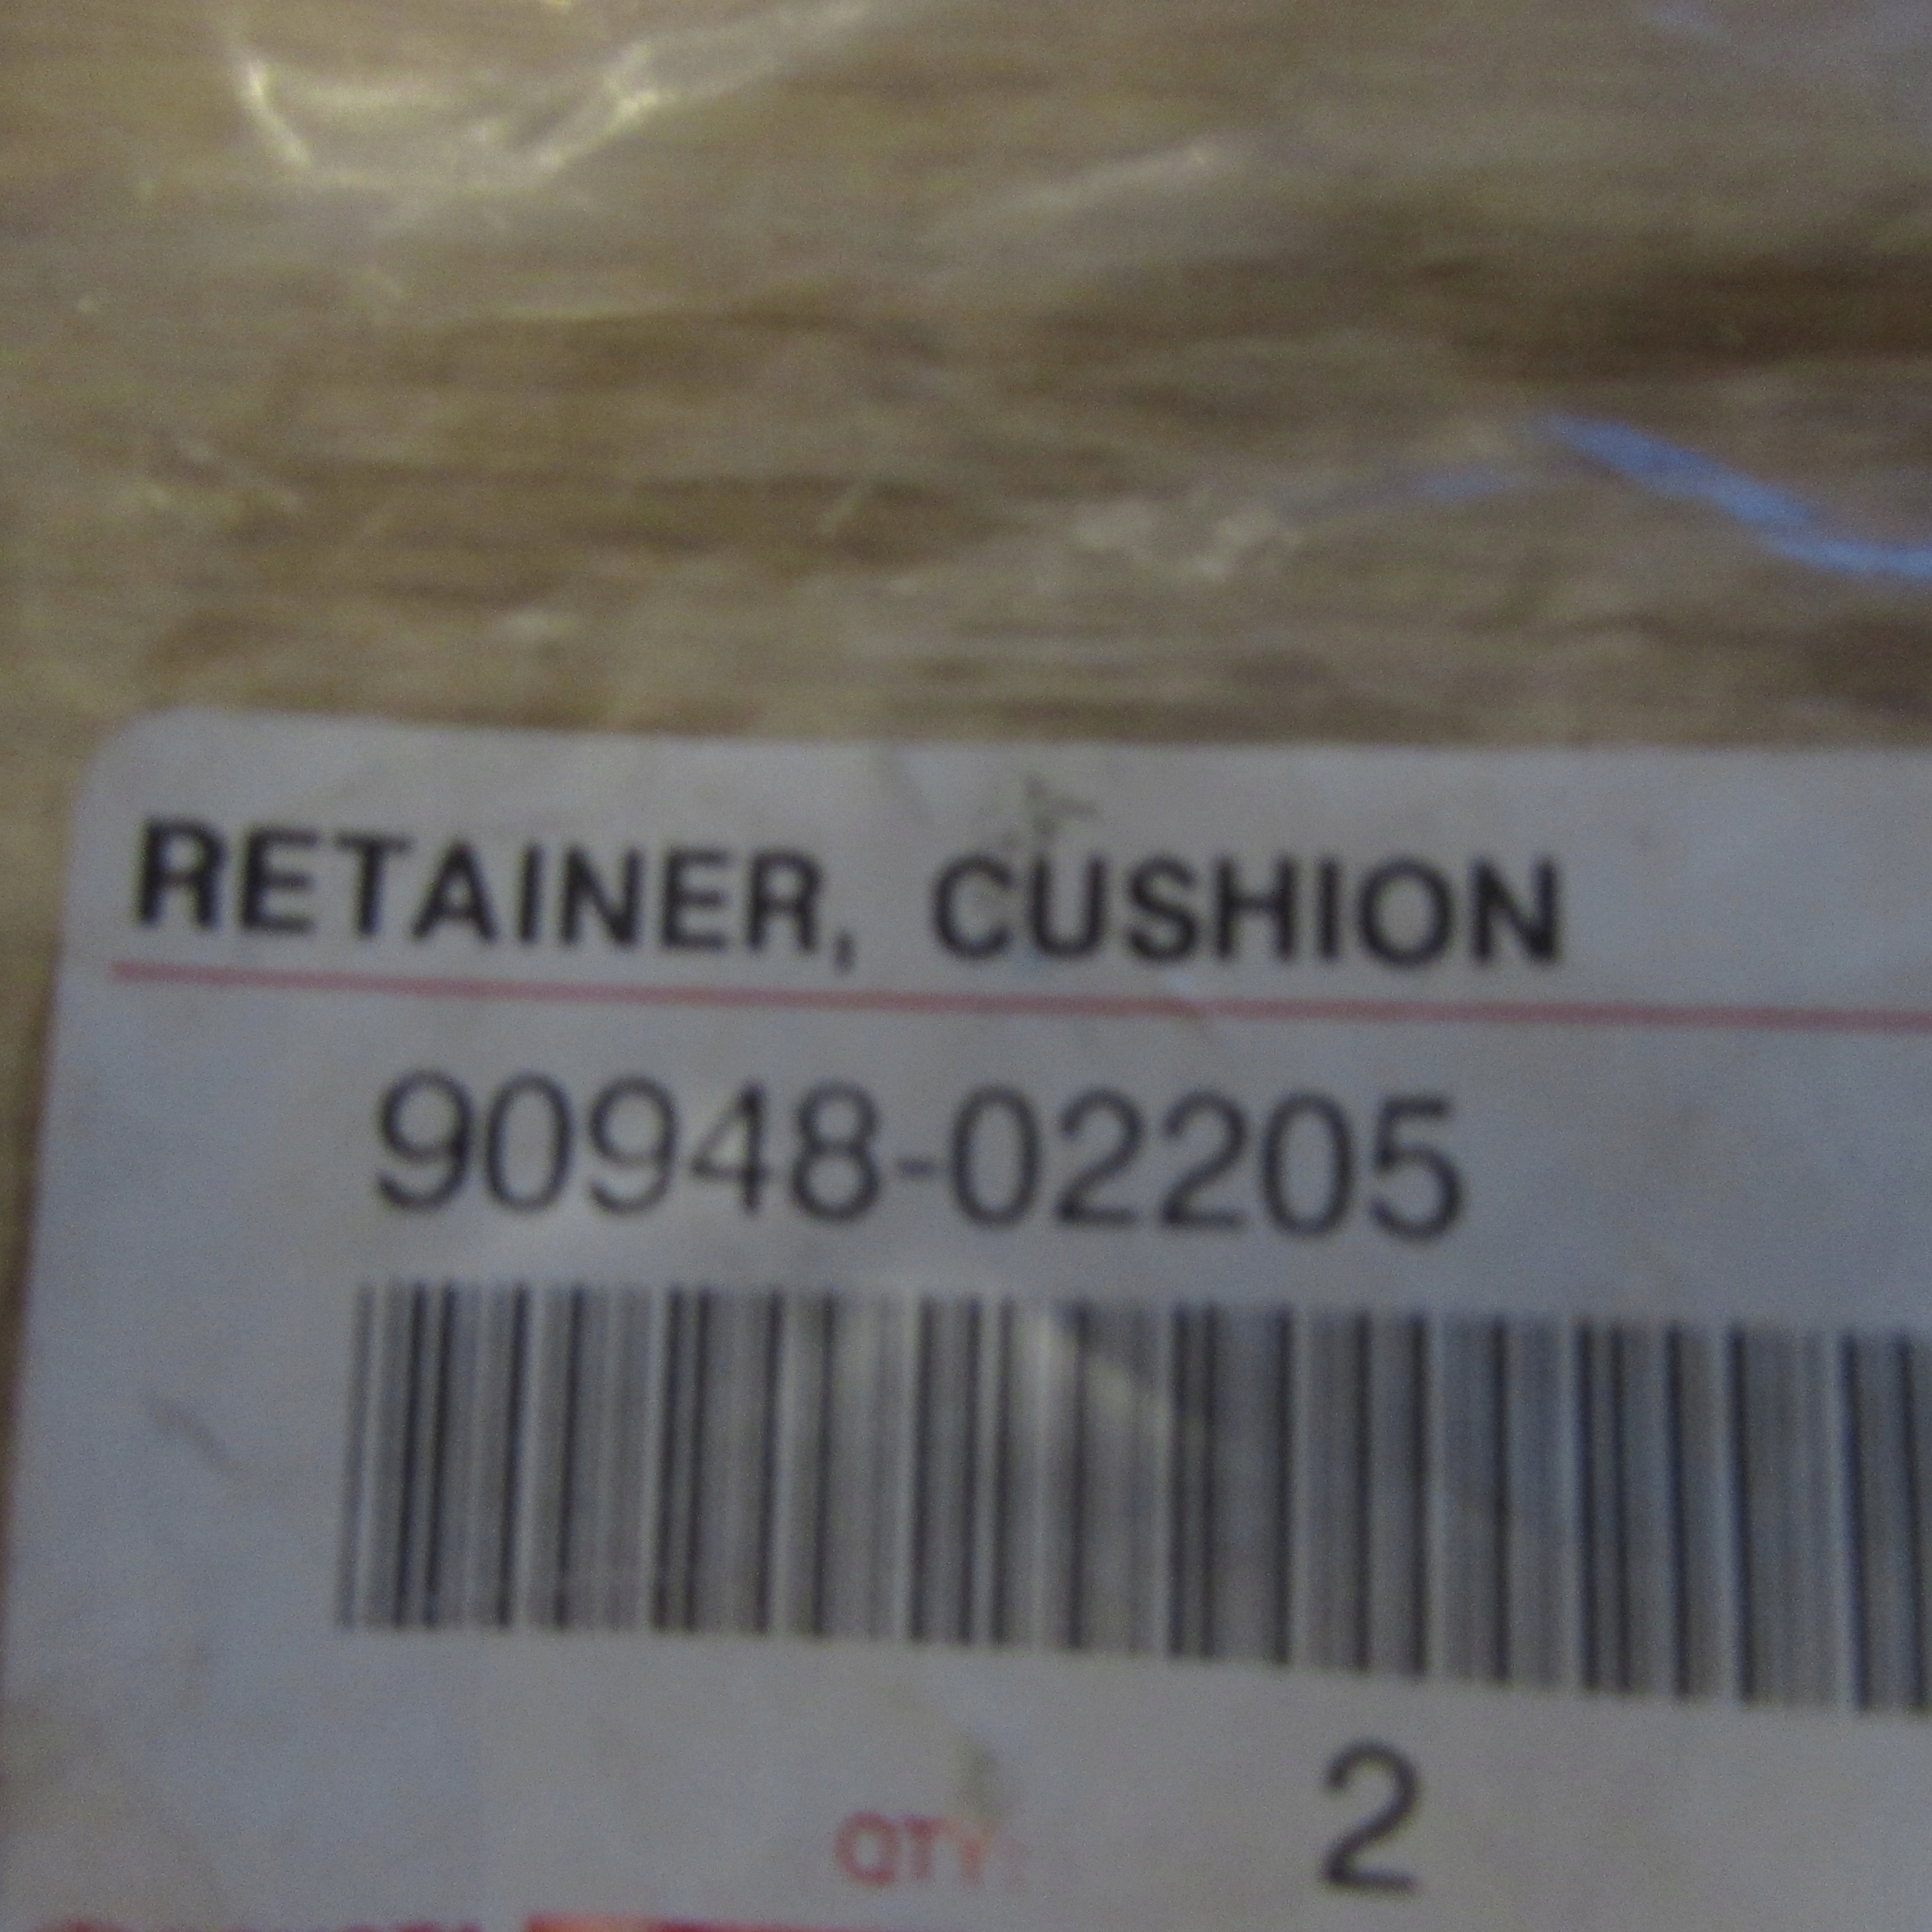 RETAINER, CUSHION
90948-02205
QTY: 2